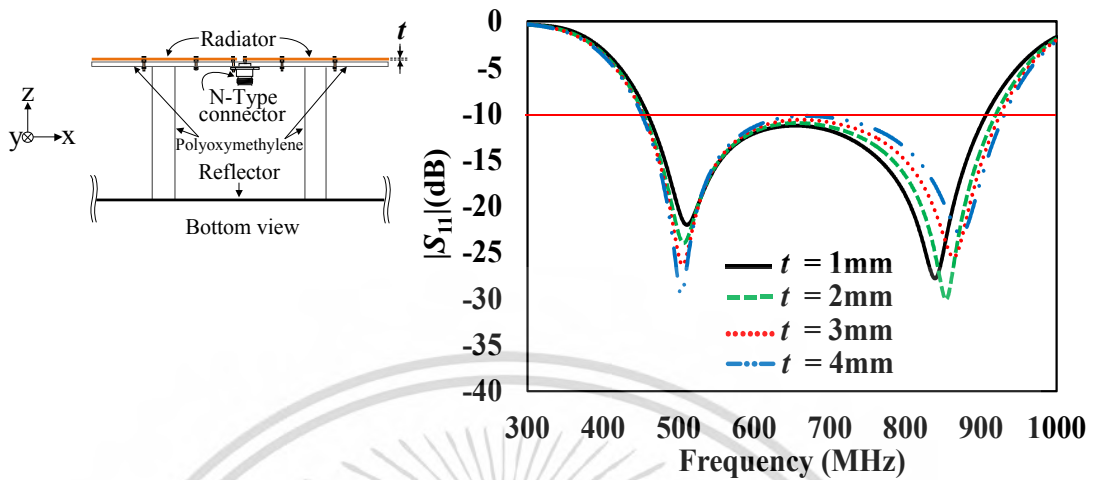 t
Radiator
N-Type
connector
z
y x
Polyoxymethylene
Reflector
Bottom view
|S11|(dB)
0
-5
-10
-15
-20
-25
-30
-35
-40
t = 1mm
t = 2mm
t = 3mm
t = 4mm
300 400 500 600 700 800 900 1000
Frequency (MHz)